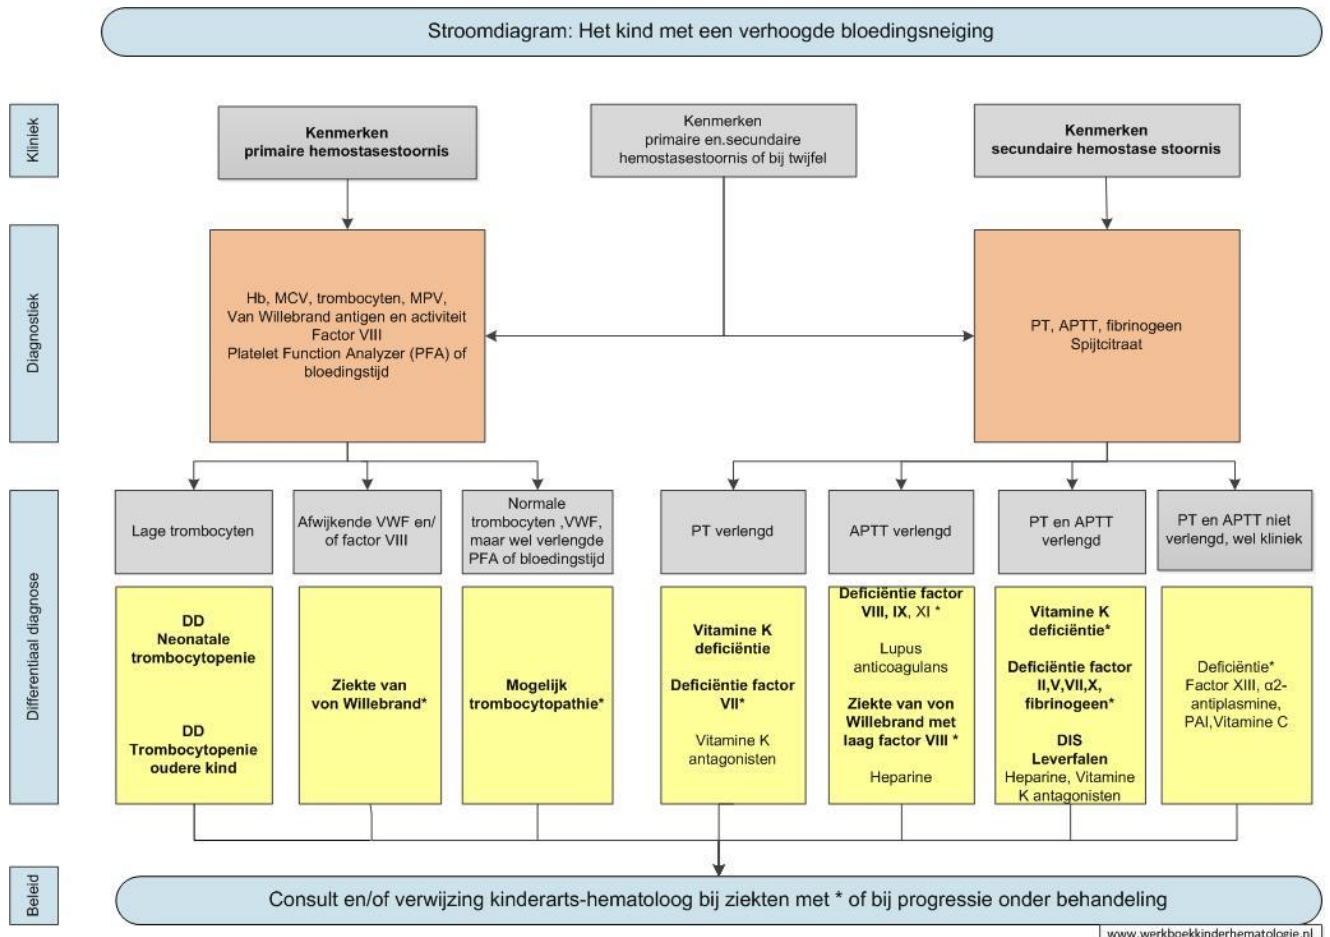 Stroomdiagram: Het kind met een verhoogde bloedingsneiging
Kliniek
Kenmerken
primaire hemostasestoornis
Kenmerken
primaire en.secundaire
hemostasestoornis of bij twijfel
Kenmerken
secundaire hemostase stoornis
Diagnostiek
Hb, MCV, trombocyten, MPV,
Van Willebrand antigen en activiteit
Factor VIII
Platelet Function Analyzer (PFA) of
bloedingstijd
PT, APTT, fibrinogeen
Spijtcitraat
Differentiaal diagnose
Lage trombocyten
Afwijkende VWF en/
of factor VIII
Normale
trombocyten ,VWF,
maar wel verlengde
PFA of bloedingstijd
PT verlengd
APTT verlengd
PT en APTT
verlengd
PT en APTT niet
verlengd, wel kliniek
DD
Neonatale
trombocytopenie
DD
Trombocytopenie
oudere kind
Ziekte van
von Willebrand*
Mogelijk
trombocytopathie*
Vitamine K
deficiëntie
Deficiëntie factor
VII*
Vitamine K
antagonisten
Deficiëntie factor
VIII, IX, XI *
Lupus
anticoagulans
Ziekte van von
Willebrand met
laag factor VIII *
Heparine
Vitamine K
deficiëntie*
Deficiëntie factor
II,V,VII,X,
fibrinogeen*
DIS
Leverfalen
Heparine, Vitamine
K antagonisten
Deficiëntie*
Factor XIII, α2-
antiplasmine,
PAI,Vitamine C
Beleid
Consult en/of verwijzing kinderarts-hematoloog bij ziekten met * of bij progressie onder behandeling
www.werkboekkinderhematologie.nl